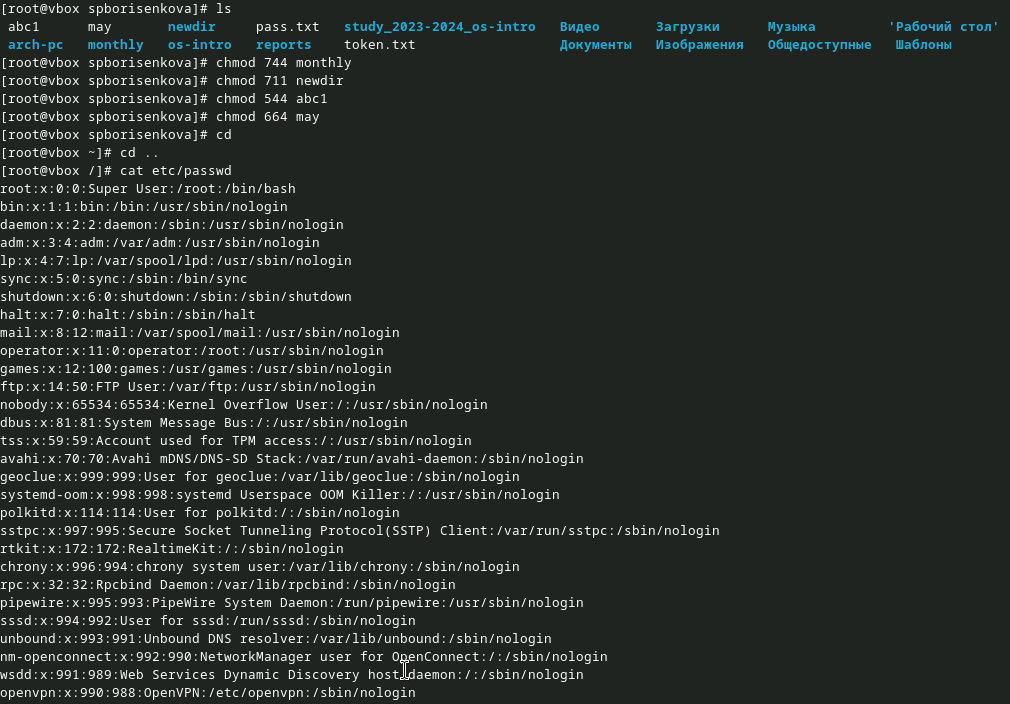 [root@vbox spborisenkova]# ls
abc1 may newdir pass.txt study_2023-2024_os-intro Видео Загрузки Музыка 'Рабочий стол'
arch-pc monthly os-intro reports token.txt Документы Изображения Общедоступные Шаблоны
[root@vbox spborisenkova]# chmod 744 monthly
[root@vbox spborisenkova]# chmod 711 newdir
[root@vbox spborisenkova]# chmod 544 abc1
[root@vbox spborisenkova]# chmod 664 may
[root@vbox spborisenkova]# cd
[root@vbox ~]# cd ..
[root@vbox /]# cat etc/passwd
root:x:0:0:Super User:/root:/bin/bash
bin:x:1:1:bin:/bin:/usr/sbin/nologin
daemon:x:2:2:daemon:/sbin:/usr/sbin/nologin
adm:x:3:4:adm:/var/adm:/usr/sbin/nologin
lp:x:4:7:lp:/var/spool/lpd:/usr/sbin/nologin
sync:x:5:0:sync:/sbin:/bin/sync
shutdown:x:6:0:shutdown:/sbin:/sbin/shutdown
halt:x:7:0:halt:/sbin:/sbin/halt
mail:x:8:12:mail:/var/spool/mail:/usr/sbin/nologin
operator:x:11:0:operator:/root:/usr/sbin/nologin
games:x:12:100:games:/usr/games:/usr/sbin/nologin
ftp:x:14:50:FTP User:/var/ftp:/usr/sbin/nologin
nobody:x:65534:65534:Kernel Overflow User:/:/usr/sbin/nologin
dbus:x:81:81:System Message Bus:/:/usr/sbin/nologin
tss:x:59:59:Account used for TPM access:/:/usr/sbin/nologin
avahi:x:70:70:Avahi mDNS/DNS-SD Stack:/var/run/avahi-daemon:/sbin/nologin
geoclue:x:999:999:User for geoclue:/var/lib/geoclue:/sbin/nologin
systemd-oom:x:998:998:systemd Userspace OOM Killer:/:/usr/sbin/nologin
polkitd:x:114:114:User for polkitd:/:/sbin/nologin
sstpc:x:997:995:Secure Socket Tunneling Protocol(SSTP) Client:/var/run/sstpc:/sbin/nologin
rtkit:x:172:172:RealtimeKit:/:/sbin/nologin
chrony:x:996:994:chrony system user:/var/lib/chrony:/sbin/nologin
rpc:x:32:32:Rpcbind Daemon:/var/lib/rpcbind:/sbin/nologin
pipewire:x:995:993:PipeWire System Daemon:/run/pipewire:/usr/sbin/nologin
sssd:x:994:992:User for sssd:/run/sssd:/sbin/nologin
unbound:x:993:991:Unbound DNS resolver:/var/lib/unbound:/sbin/nologin
nm-openconnect:x:992:990:NetworkManager user for OpenConnect:/:/sbin/nologin
wsdd:x:991:989:Web Services Dynamic Discovery host daemon:/:/sbin/nologin
openvpn:x:990:988:OpenVPN:/etc/openvpn:/sbin/nologin